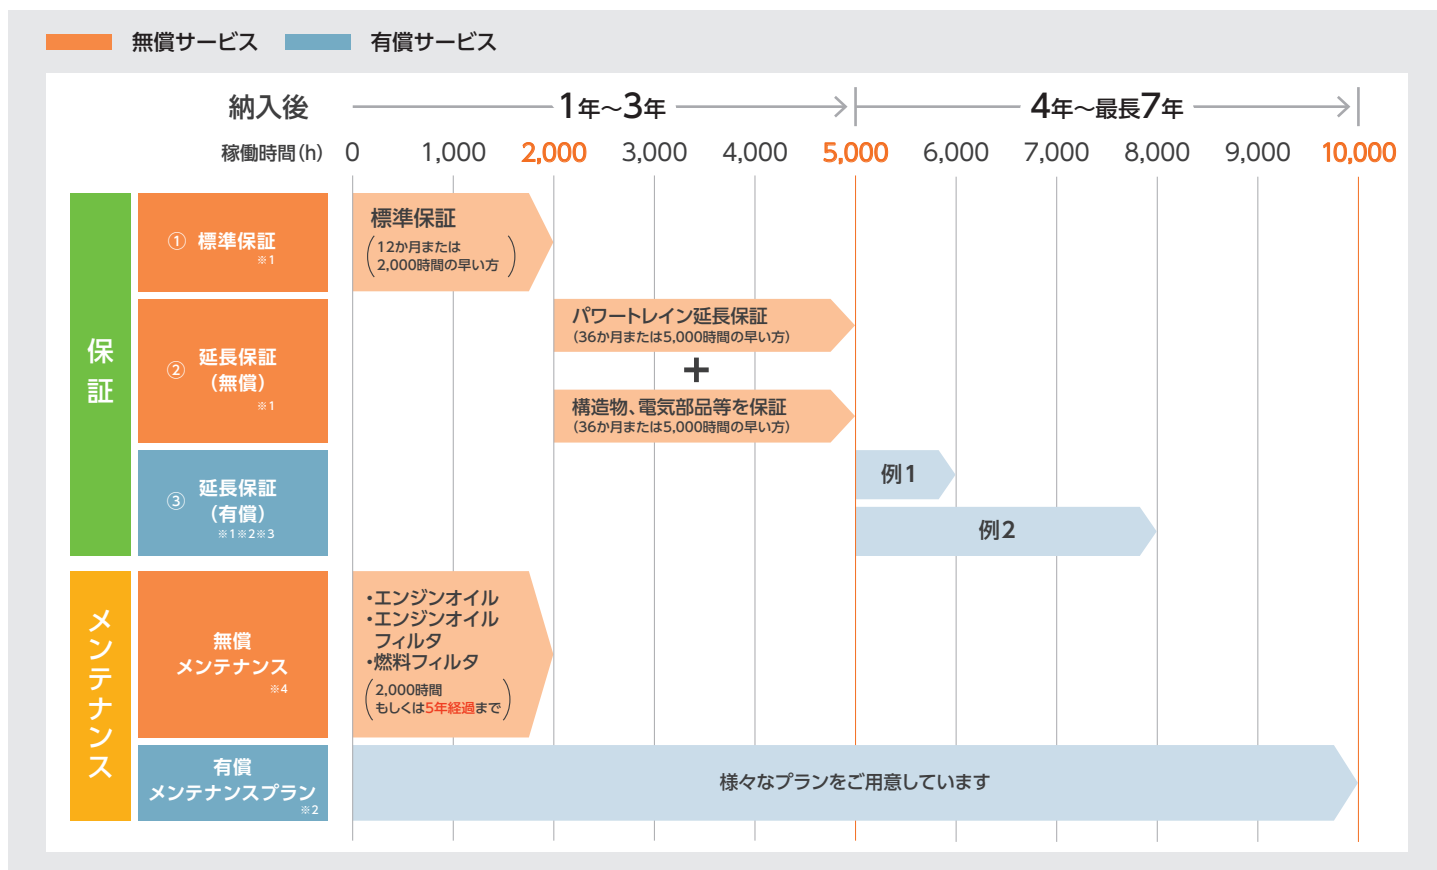 無償サービス 有償サービス
納入後 1年～3年 4年～最長7年
稼働時間(h) 0 1,000 2,000 3,000 4,000 5,000 6,000 7,000 8,000 9,000 10,000
保証
① 標準保証
※1
標準保証
(12か月または
2,000時間の早い方)
② 延長保証
(無償)
※1
パワートレイン延長保証
(36か月または5,000時間の早い方)
+
構造物、電気部品等を保証
(36か月または5,000時間の早い方)
③ 延長保証
(有償)
※1※2※3
例1
例2
メンテナンス
無償
メンテナンス
※4
・エンジンオイル
・エンジンオイル
フィルタ
・燃料フィルタ
(2,000時間
もしくは5年経過まで)
有償
メンテナンスプラン
※2
様々なプランをご用意しています